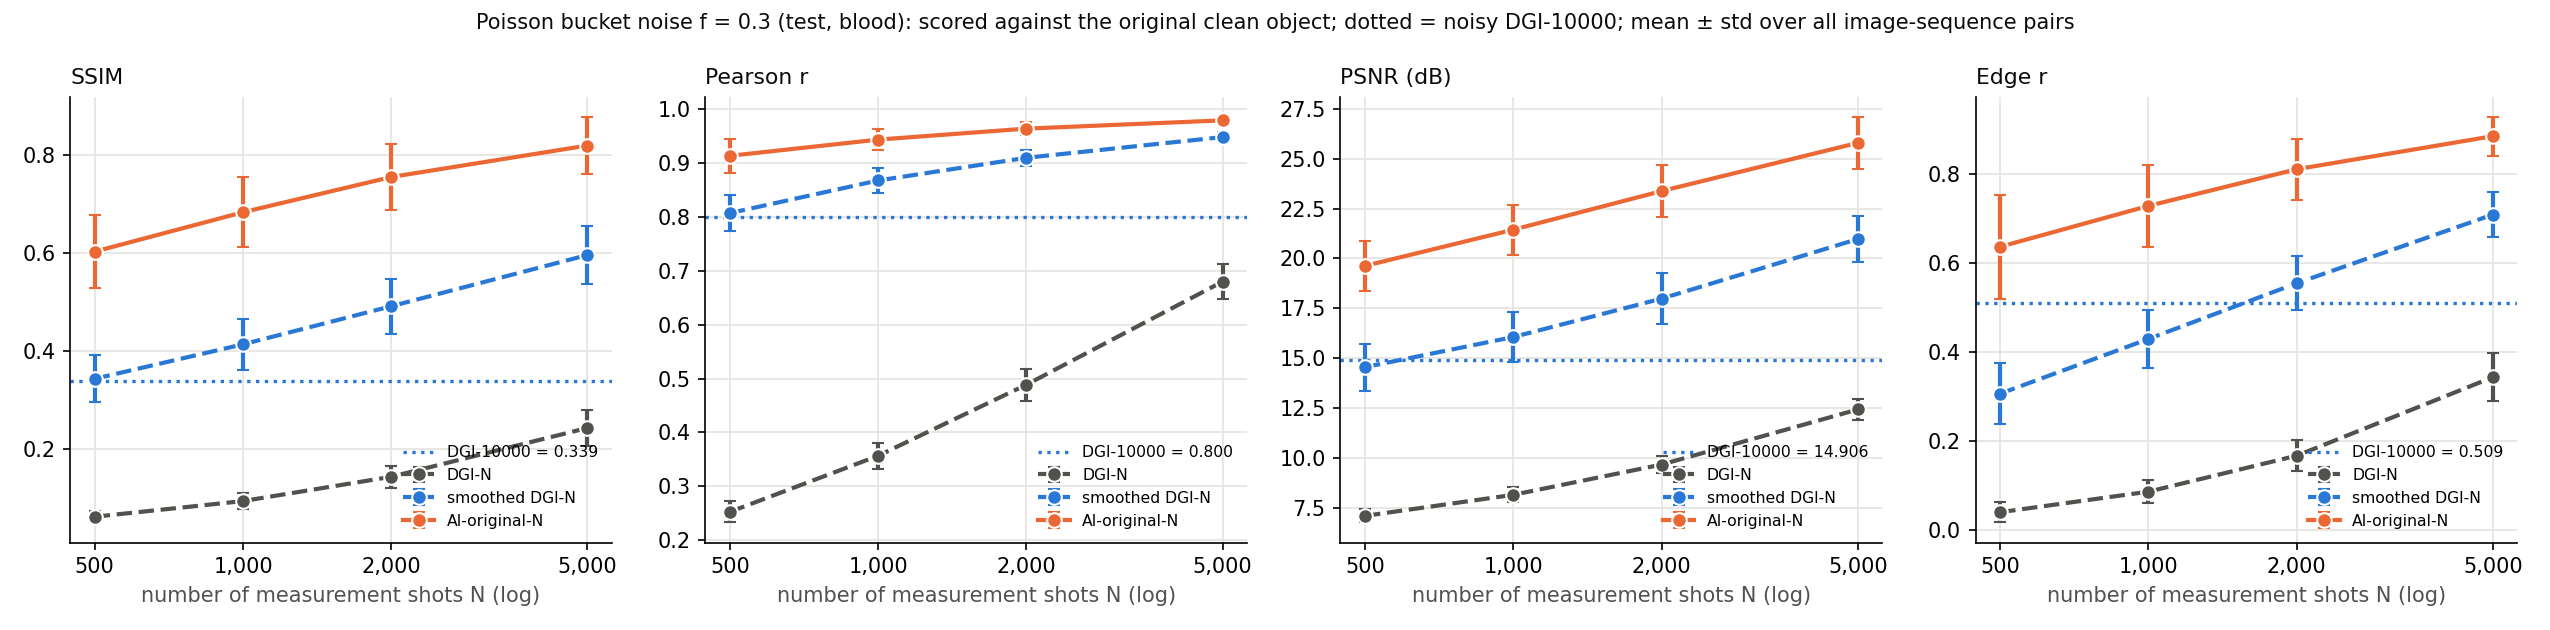 Poisson bucket noise f = 0.3 (test, blood): scored against the original clean object; dotted = noisy DGI-10000; mean ± std over all image-sequence pairs
SSIM
0.8
0.6
0.4
0.2
500
1,000
2,000
5,000
number of measurement shots N (log)
DGI-10000 = 0.339
DGI-N
smoothed DGI-N
AI-original-N
Pearson r
1.0
0.9
0.8
0.7
0.6
0.5
0.4
0.3
0.2
500
1,000
2,000
5,000
number of measurement shots N (log)
DGI-10000 = 0.800
DGI-N
smoothed DGI-N
AI-original-N
PSNR (dB)
27.5
25.0
22.5
20.0
17.5
15.0
12.5
10.0
7.5
500
1,000
2,000
5,000
number of measurement shots N (log)
DGI-10000 = 14.906
DGI-N
smoothed DGI-N
AI-original-N
Edge r
0.8
0.6
0.4
0.2
0.0
500
1,000
2,000
5,000
number of measurement shots N (log)
DGI-10000 = 0.509
DGI-N
smoothed DGI-N
AI-original-N